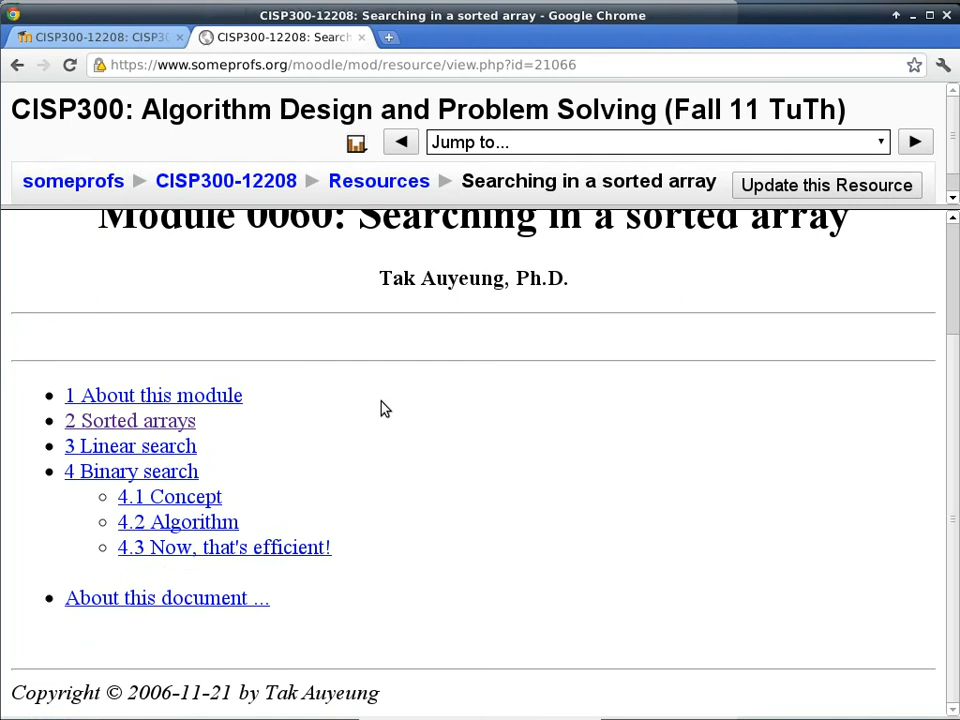 CISP300-12208: Searching in a sorted array - Google Chrome
CISP300-12208: CISP30
CISP300-12208: Search
https://www.someprofs.org/moodle/mod/resource/view.php?id=21066
CISP300: Algorithm Design and Problem Solving (Fall 11 TuTh)
Jump to...
someprofs ► CISP300-12208 ► Resources ► Searching in a sorted array
Update this Resource
Module 0060: Searching in a sorted array
Tak Auyeung, Ph.D.
1 About this module
2 Sorted arrays
3 Linear search
4 Binary search
4.1 Concept
4.2 Algorithm
4.3 Now, that's efficient!
About this document ...
Copyright © 2006-11-21 by Tak Auyeung